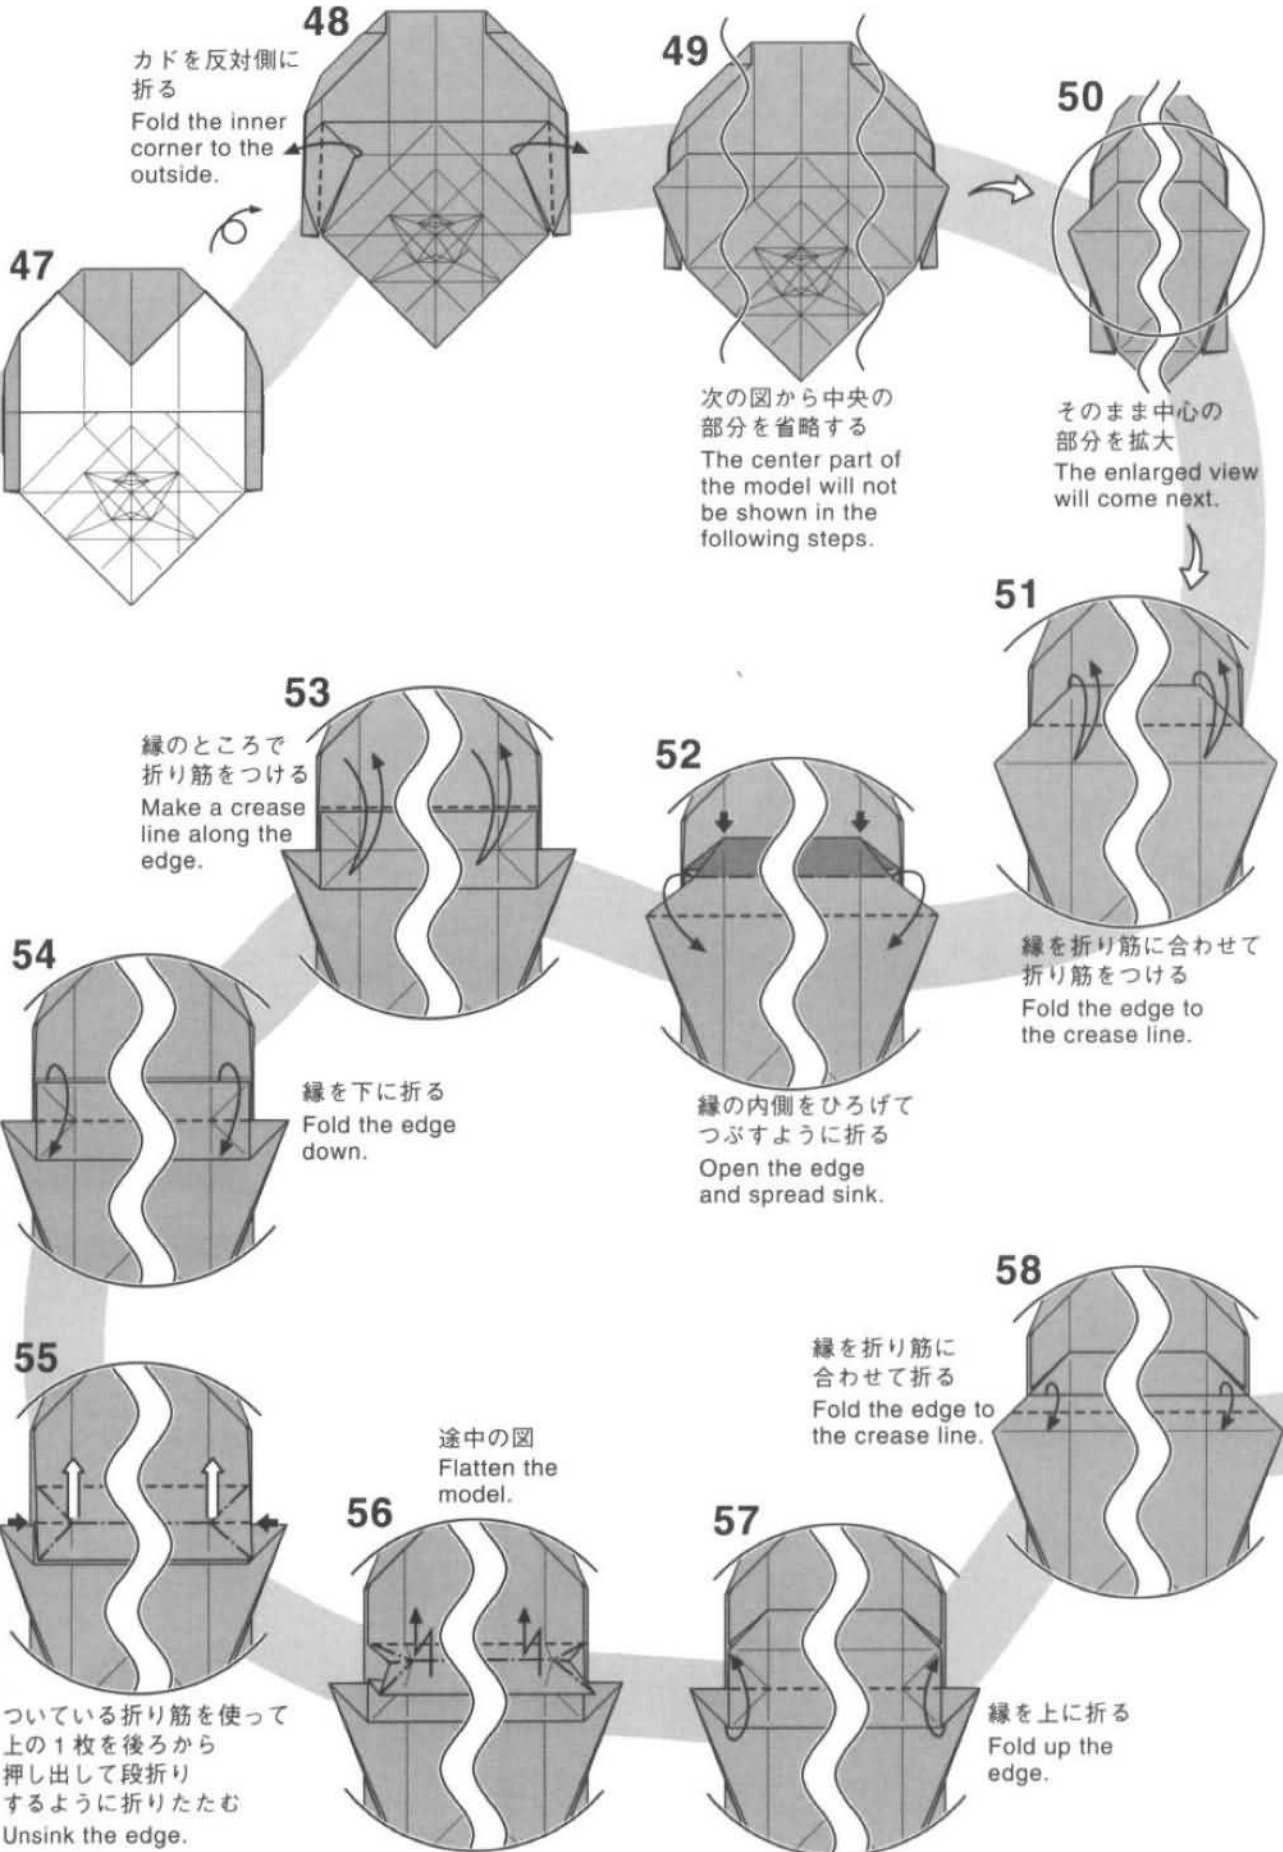 47
48
カドを反対側に
折る
Fold the inner
corner to the
outside.
49
次の図から中央の
部分を省略する
The center part of
the model will not
be shown in the
following steps.
50
そのまま中心の
部分を拡大
The enlarged view
will come next.
51
縁を折り筋に合わせて
折り筋をつける
Fold the edge to
the crease line.
52
縁の内側をひろげて
つぶすように折る
Open the edge
and spread sink.
53
縁のところで
折り筋をつける
Make a crease
line along the
edge.
54
縁を下に折る
Fold the edge
down.
55
ついている折り筋を使って
上の1枚を後ろから
押し出して段折り
するように折りたたむ
Unsink the edge.
56
途中の図
Flatten the
model.
57
縁を上に折る
Fold up the
edge.
58
縁を折り筋に
合わせて折る
Fold the edge to
the crease line.